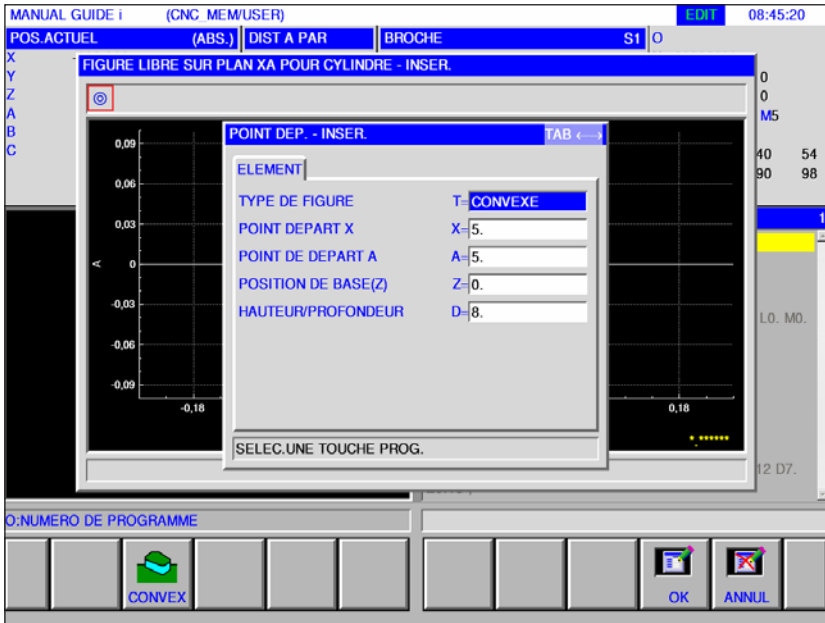 MANUAL GUIDE i (CNC_MEM/USER) EDIT 08:45:20
POS.ACTUEL (ABS.) DIST A PAR BROCHE S1 O
X
Y 0
Z 0
A M5
B
C 40 54
90 98
FIGURE LIBRE SUR PLAN XA POUR CYLINDRE - INSER.
POINT DEP. - INSER. TAB
ELEMENT
TYPE DE FIGURE T= CONVEXE
POINT DEPART X X= 5.
POINT DE DEPART A A= 5.
POSITION DE BASE(Z) Z= 0.
HAUTEUR/PROFONDEUR D= 8.
SELEC.UNE TOUCHE PROG.
0,09
0,06
0,03
A 0
-0,03
-0,06
-0,09
-0,18 0,18
*.******
1
L0. M0.
12 D7.
O:NUMERO DE PROGRAMME
CONVEX OK ANNUL